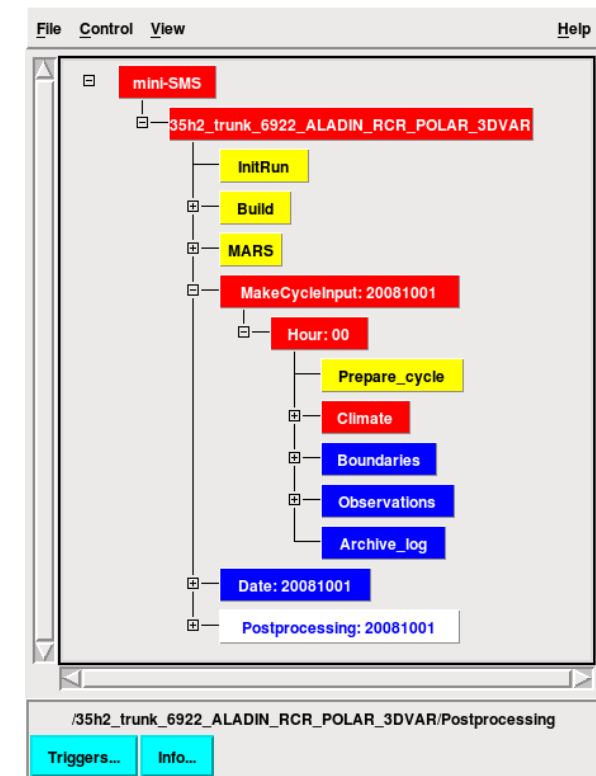 File Control View Help
mini-SMS
35h2_trunk_6922_ALADIN_RCR_POLAR_3DVAR
InitRun
Build
MARS
MakeCycleInput: 20081001
Hour: 00
Prepare_cycle
Climate
Boundaries
Observations
Archive_log
Date: 20081001
Postprocessing: 20081001
/35h2_trunk_6922_ALADIN_RCR_POLAR_3DVAR/Postprocessing
Triggers... Info...